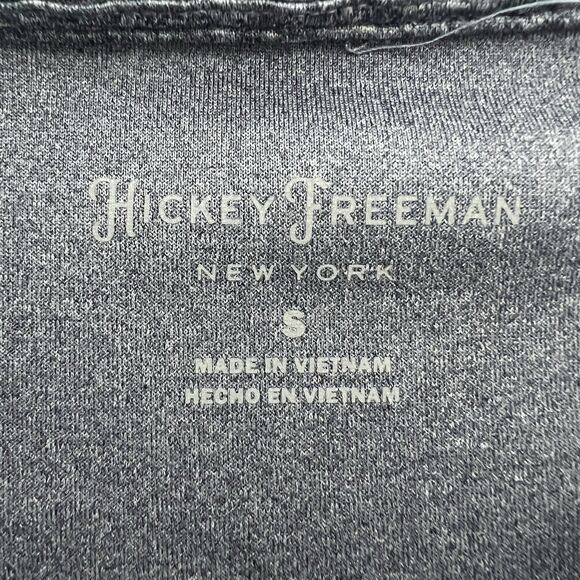 HICKEY FREEMAN
NEW YORK
S
MADE IN VIETNAM
HECHO EN VIETNAM